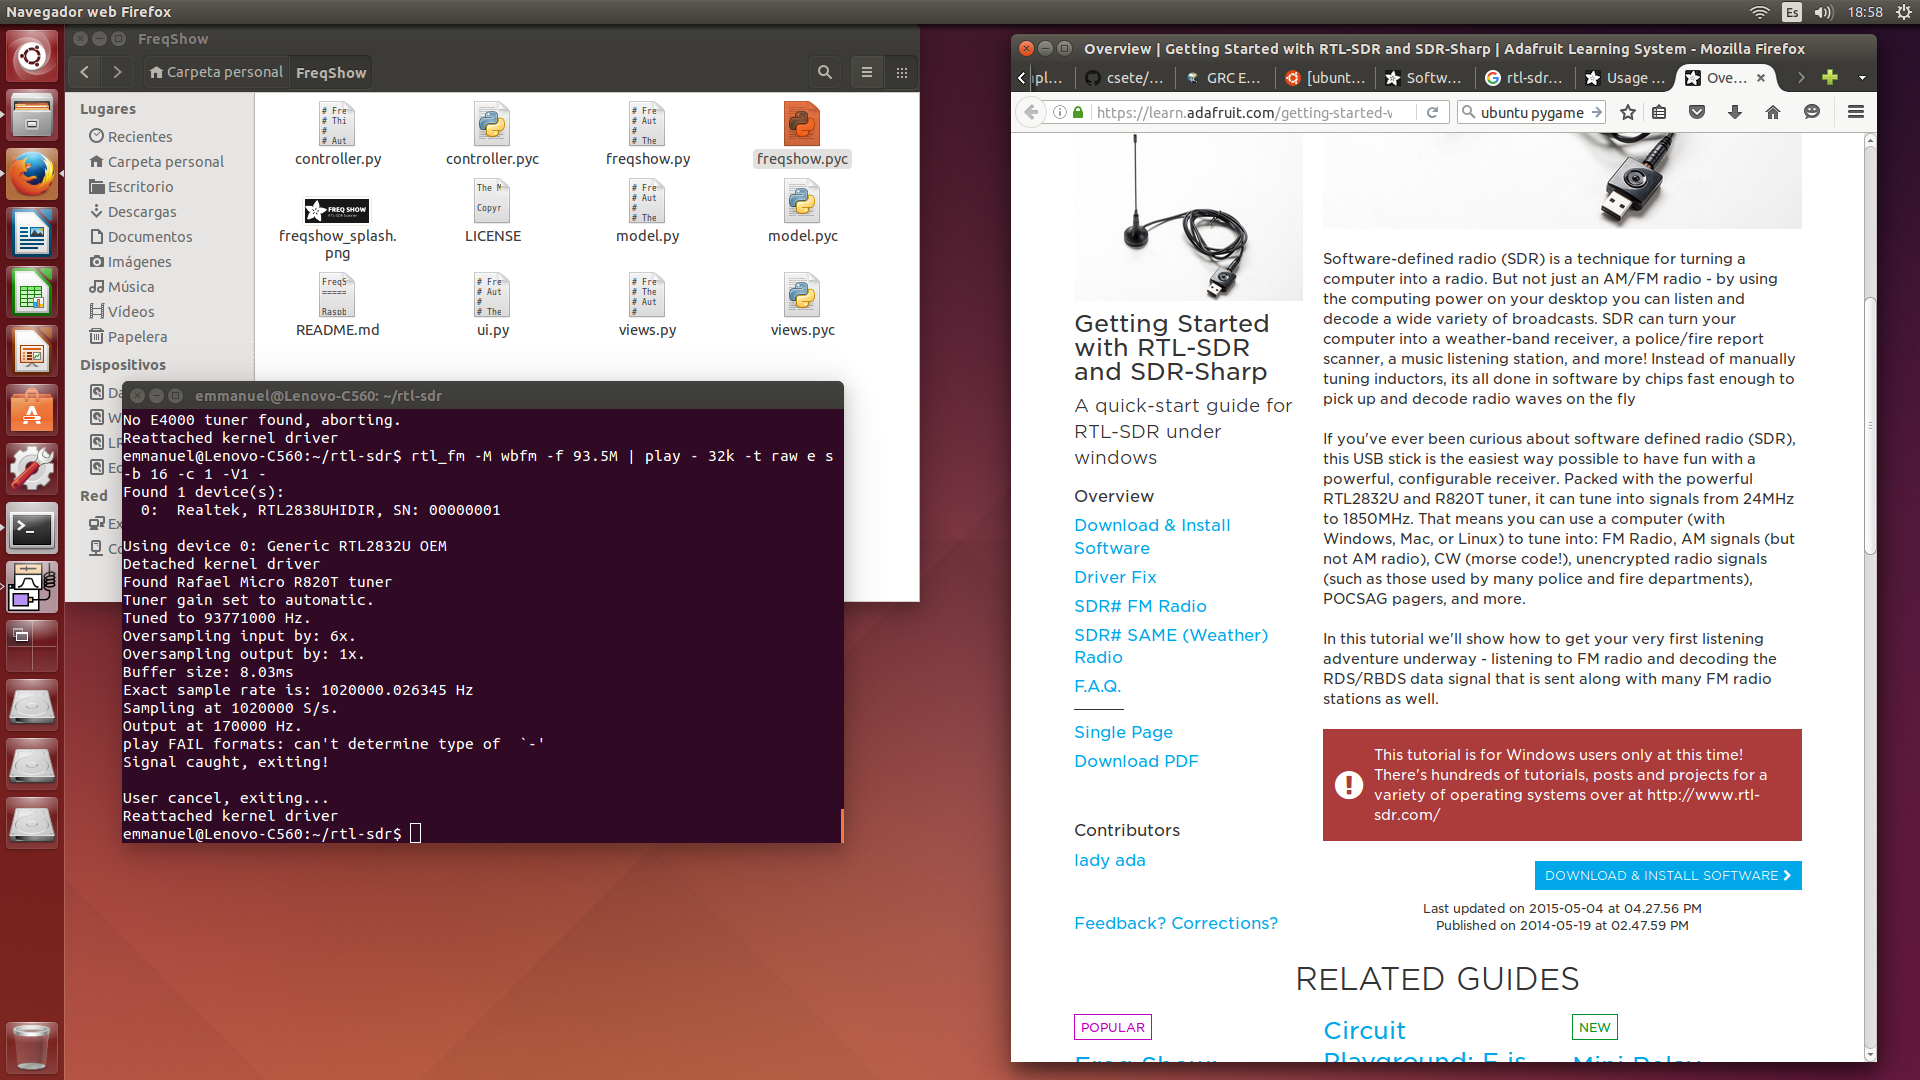 Navegador web Firefox
Es
18:58
FreqShow
Carpeta personal
FreqShow
Lugares
Recientes
Carpeta personal
Escritorio
Descargas
Documentos
Imágenes
Música
Vídeos
Papelera
Dispositivos
Red
controller.py
controller.pyc
freqshow.py
freqshow.pyc
FREQ SHOW
freqshow_splash.
png
LICENSE
model.py
model.pyc
README.md
ui.py
views.py
views.pyc
emmanuel@Lenovo-C560: ~/rtl-sdr
No E4000 tuner found, aborting.
Reattached kernel driver
emmanuel@Lenovo-C560:~/rtl-sdr$ rtl_fm -M wbfm -f 93.5M | play - 32k -t raw e s
-b 16 -c 1 -V1 -
Found 1 device(s):
0:  Realtek, RTL2838UHIDIR, SN: 00000001
Using device 0: Generic RTL2832U OEM
Detached kernel driver
Found Rafael Micro R820T tuner
Tuner gain set to automatic.
Tuned to 93771000 Hz.
Oversampling input by: 6x.
Oversampling output by: 1x.
Buffer size: 8.03ms
Exact sample rate is: 1020000.026345 Hz
Sampling at 1020000 S/s.
Output at 170000 Hz.
play FAIL formats: can't determine type of  `-'
Signal caught, exiting!
User cancel, exiting...
Reattached kernel driver
emmanuel@Lenovo-C560:~/rtl-sdr$
Overview | Getting Started with RTL-SDR and SDR-Sharp | Adafruit Learning System - Mozilla Firefox
csete/...
GRC E...
[ubunt...
Softw...
rtl-sdr...
Usage ...
Ove...
https://learn.adafruit.com/getting-started-
ubuntu pygame
Getting Started
with RTL-SDR
and SDR-Sharp
A quick-start guide for
RTL-SDR under
windows
Overview
Download & Install
Software
Driver Fix
SDR# FM Radio
SDR# SAME (Weather)
Radio
F.A.Q.
Single Page
Download PDF
Contributors
lady ada
Feedback? Corrections?
Software-defined radio (SDR) is a technique for turning a
computer into a radio. But not just an AM/FM radio - by using
the computing power on your desktop you can listen and
decode a wide variety of broadcasts. SDR can turn your
computer into a weather-band receiver, a police/fire report
scanner, a music listening station, and more! Instead of manually
tuning inductors, its all done in software by chips fast enough to
pick up and decode radio waves on the fly
If you've ever been curious about software defined radio (SDR),
this USB stick is the easiest way possible to have fun with a
powerful, configurable receiver. Packed with the powerful
RTL2832U and R820T tuner, it can tune into signals from 24MHz
to 1850MHz. That means you can use a computer (with
Windows, Mac, or Linux) to tune into: FM Radio, AM signals (but
not AM radio), CW (morse code!), unencrypted radio signals
(such as those used by many police and fire departments),
POCSAG pagers, and more.
In this tutorial we'll show how to get your very first listening
adventure underway - listening to FM radio and decoding the
RDS/RBDS data signal that is sent along with many FM radio
stations as well.
This tutorial is for Windows users only at this time!
There's hundreds of tutorials, posts and projects for a
variety of operating systems over at http://www.rtl-
sdr.com/
DOWNLOAD & INSTALL SOFTWARE
Last updated on 2015-05-04 at 04.27.56 PM
Published on 2014-05-19 at 02.47.59 PM
RELATED GUIDES
POPULAR
Circuit
NEW